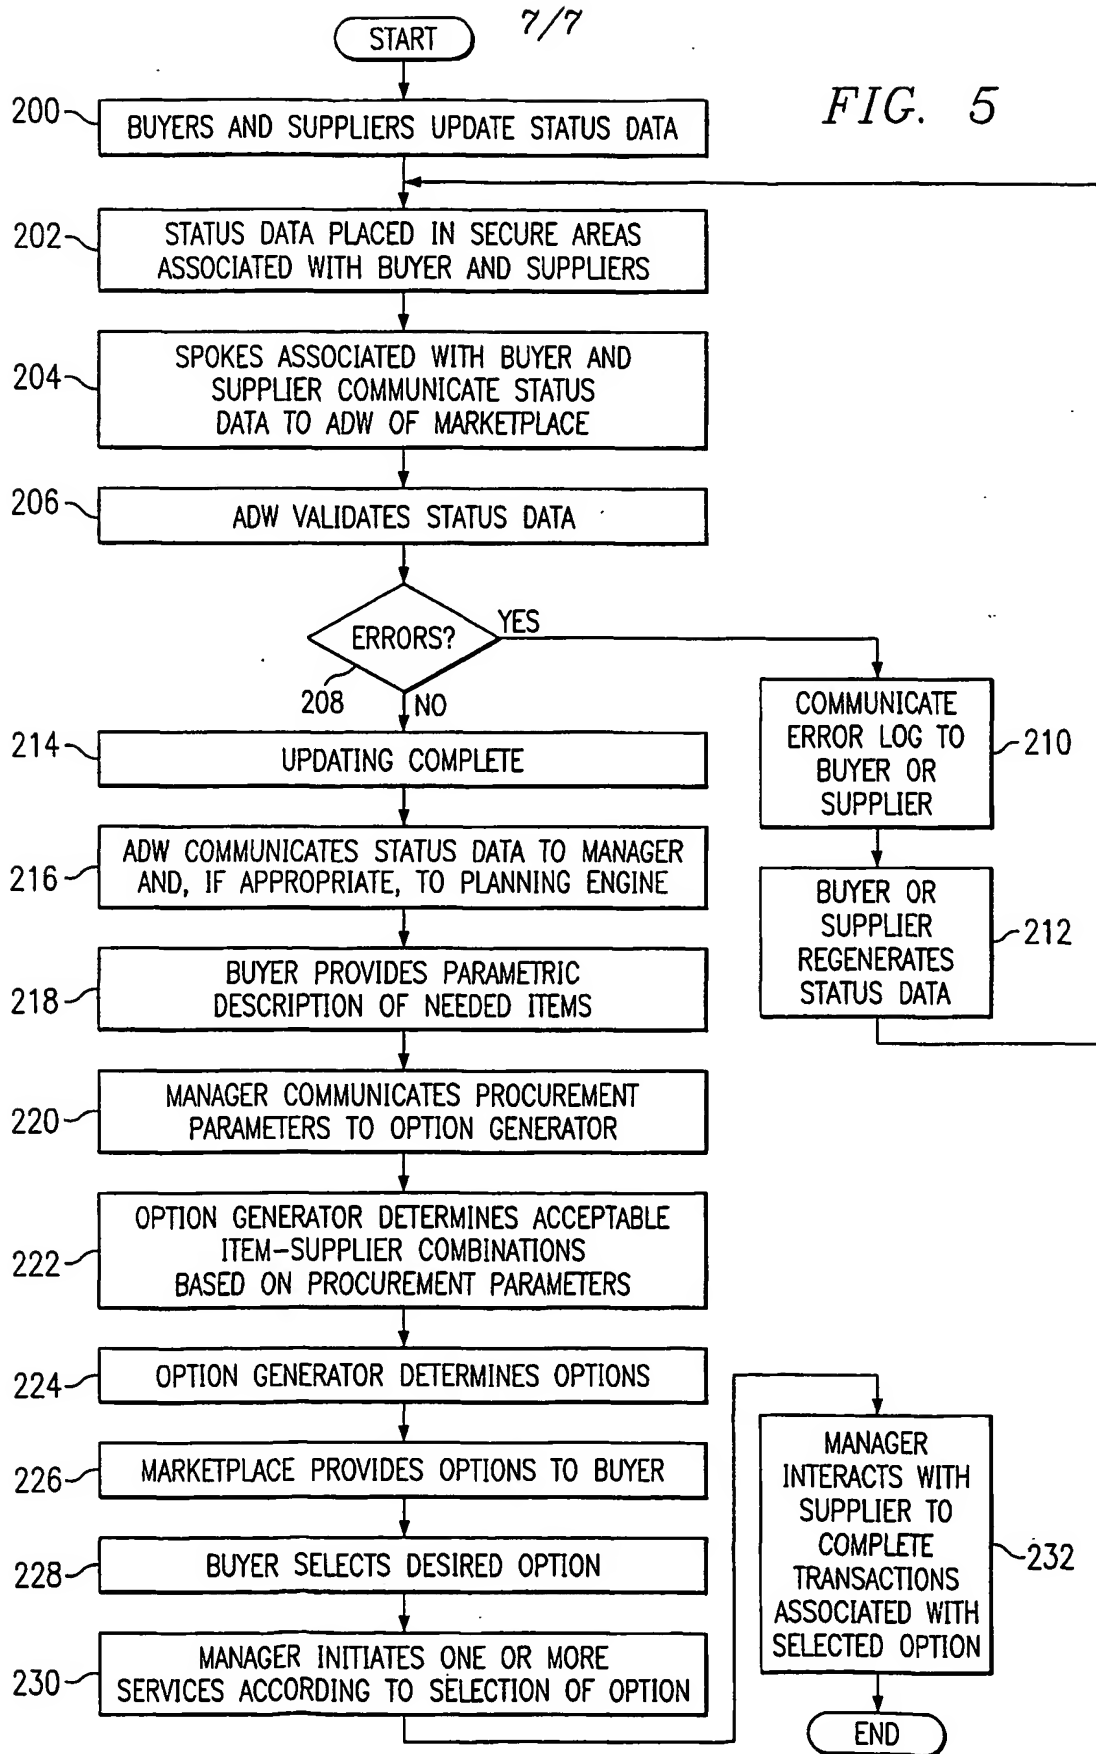 7/7
START
FIG. 5
200
BUYERS AND SUPPLIERS UPDATE STATUS DATA
202
STATUS DATA PLACED IN SECURE AREAS
ASSOCIATED WITH BUYER AND SUPPLIERS
204
SPOKES ASSOCIATED WITH BUYER AND
SUPPLIER COMMUNICATE STATUS
DATA TO ADW OF MARKETPLACE
206
ADW VALIDATES STATUS DATA
ERRORS?
YES
208
NO
COMMUNICATE
ERROR LOG TO
BUYER OR
SUPPLIER
210
BUYER OR
SUPPLIER
REGENERATES
STATUS DATA
212
214
UPDATING COMPLETE
216
ADW COMMUNICATES STATUS DATA TO MANAGER
AND, IF APPROPRIATE, TO PLANNING ENGINE
218
BUYER PROVIDES PARAMETRIC
DESCRIPTION OF NEEDED ITEMS
220
MANAGER COMMUNICATES PROCUREMENT
PARAMETERS TO OPTION GENERATOR
222
OPTION GENERATOR DETERMINES ACCEPTABLE
ITEM-SUPPLIER COMBINATIONS
BASED ON PROCUREMENT PARAMETERS
224
OPTION GENERATOR DETERMINES OPTIONS
226
MARKETPLACE PROVIDES OPTIONS TO BUYER
228
BUYER SELECTS DESIRED OPTION
230
MANAGER INITIATES ONE OR MORE
SERVICES ACCORDING TO SELECTION OF OPTION
MANAGER
INTERACTS WITH
SUPPLIER TO
COMPLETE
TRANSACTIONS
ASSOCIATED WITH
SELECTED OPTION
232
END